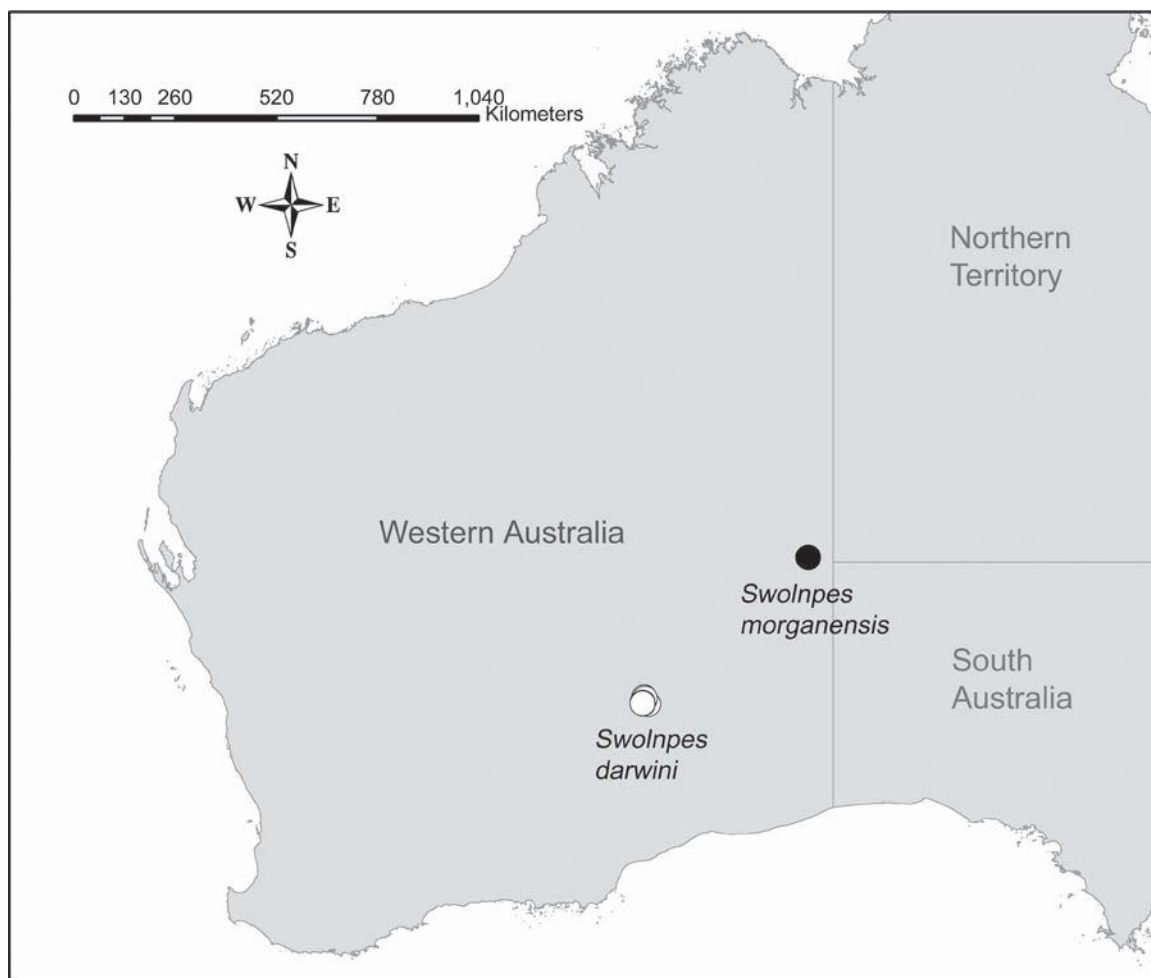 0 130 260 520 780 1,040
Kilometers
N
W E
S
Northern
Territory
Western Australia
Swolnpes
morganensis
South
Australia
Swolnpes
darwini